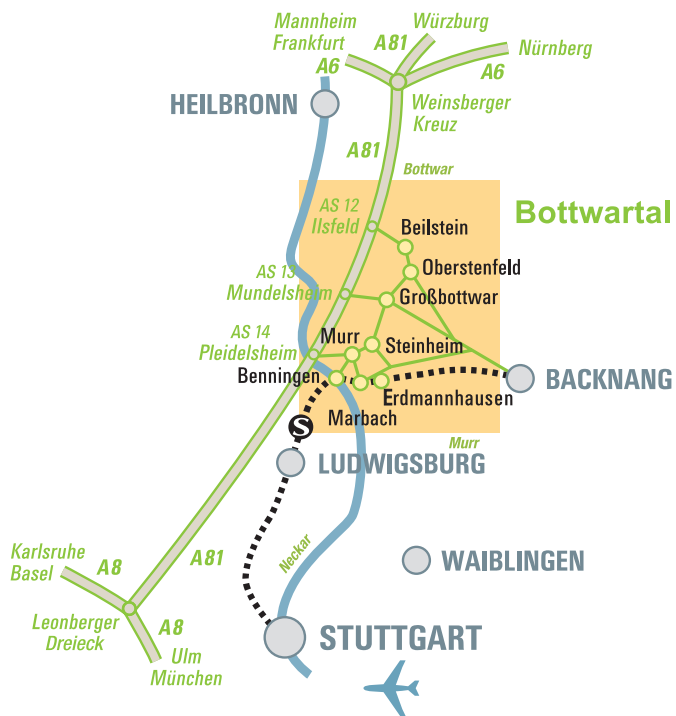 Mannheim
Frankfurt
A6
A81
Würzburg
Nürnberg
A6
HEILBRONN
Weinsberger
Kreuz
A81
Bottwar
AS 12
Ilsfeld
Bottwartal
Beilstein
AS 13
Mundelsheim
Oberstenfeld
Großbottwar
AS 14
Pleidelsheim
Murr
Steinheim
Benningen
BACKNANG
Erdmannhausen
Marbach
S
Murr
LUDWIGSBURG
Karlsruhe
Basel
A8
A81
Neckar
WAIBLINGEN
Leonberger
Dreieck
A8
Ulm
München
STUTTGART